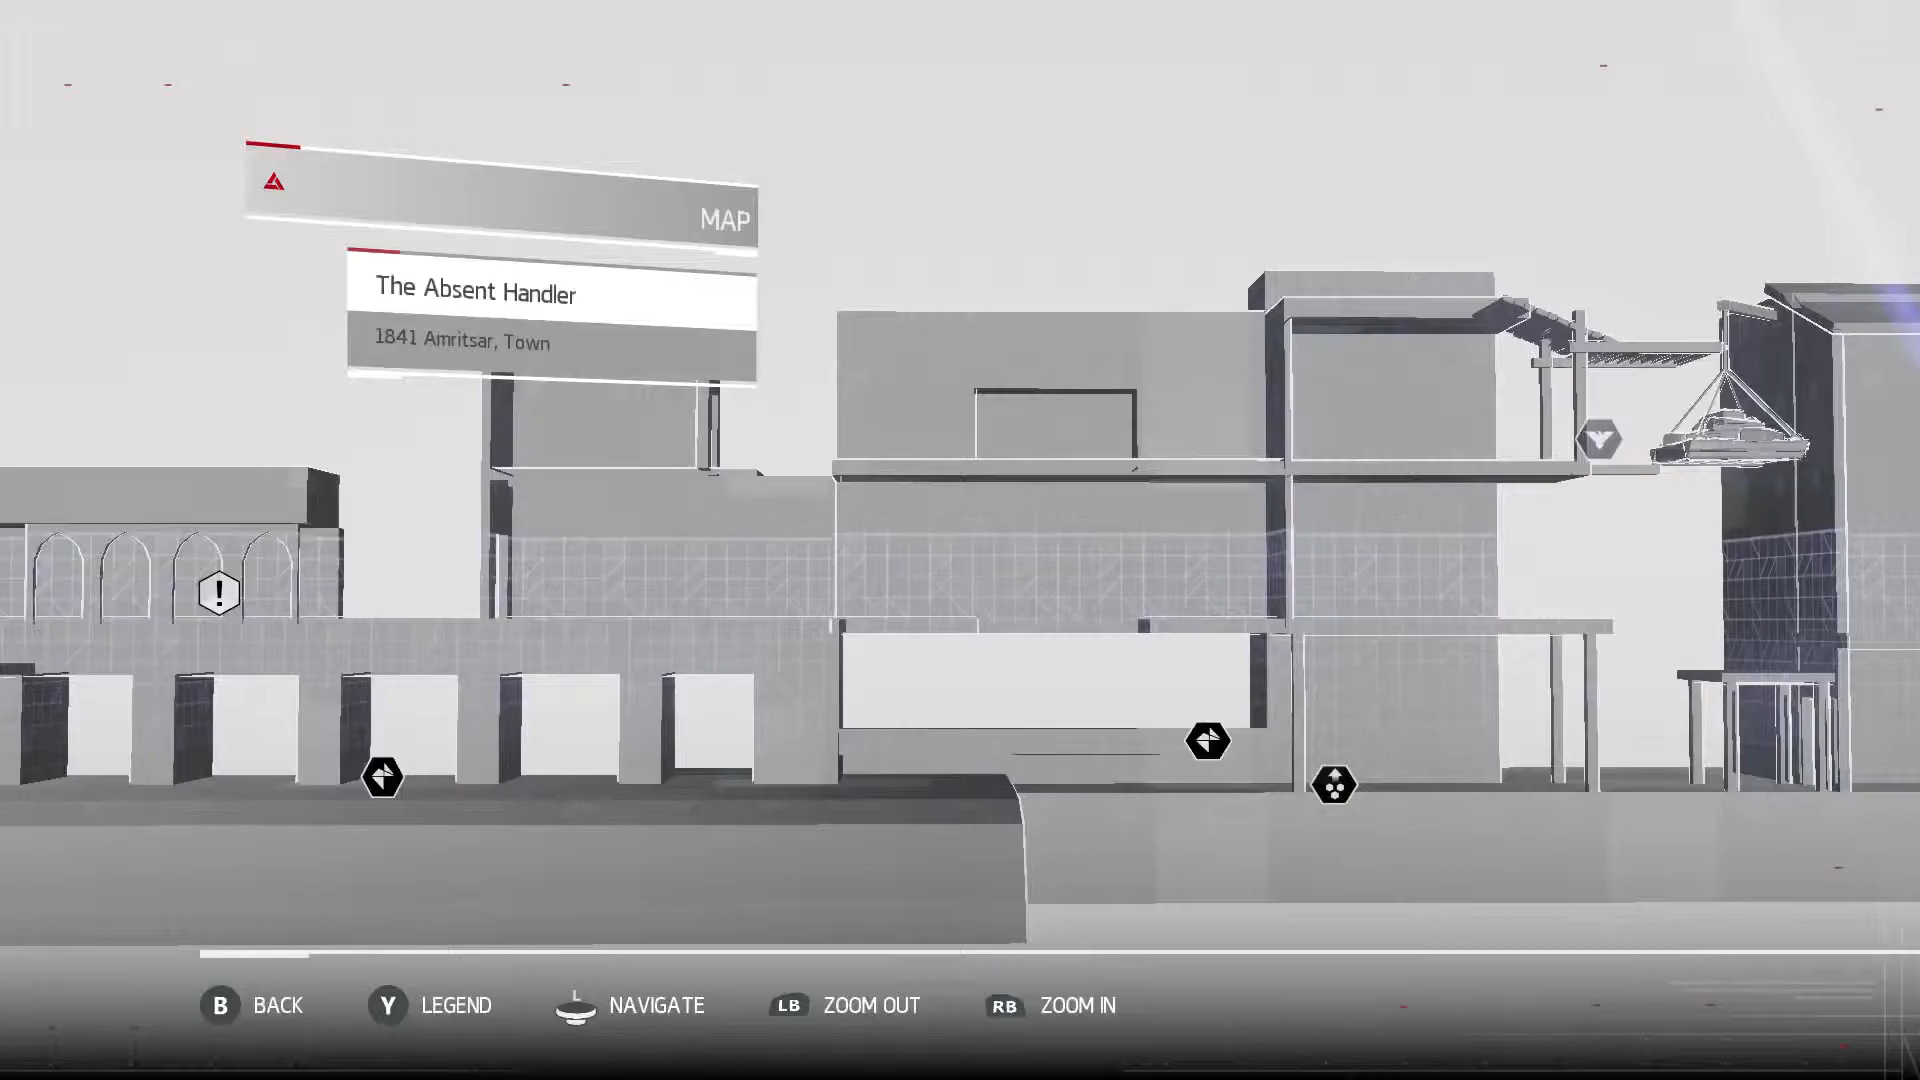 MAP
The Absent Handler
1841 Amritsar, Town
!
B BACK
Y LEGEND
L NAVIGATE
LB ZOOM OUT
RB ZOOM IN